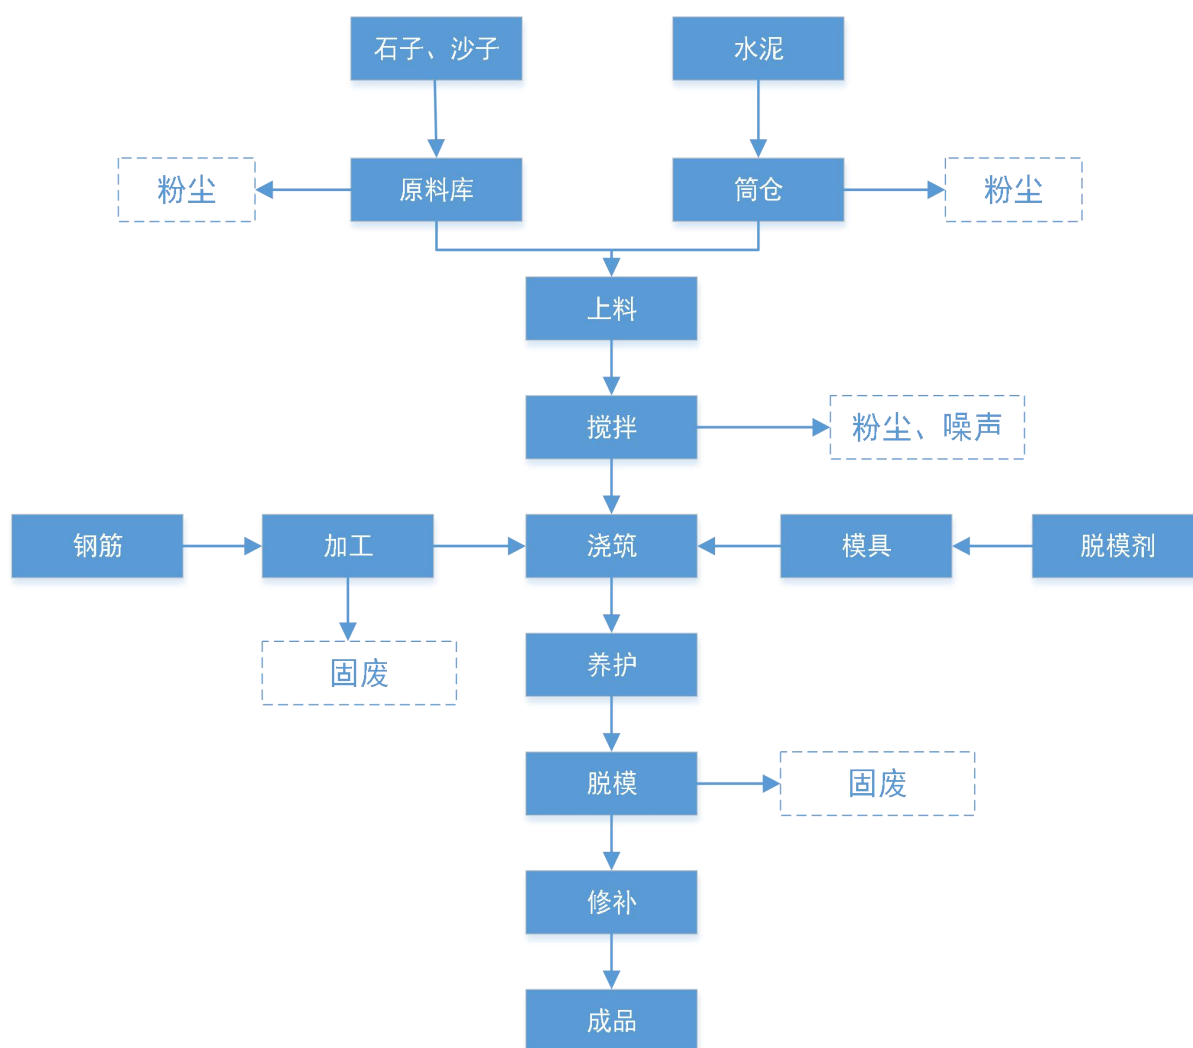 石子、沙子
水泥
粉尘
原料库
筒仓
粉尘
上料
搅拌
粉尘、噪声
钢筋
加工
浇筑
模具
脱模剂
固废
养护
脱模
固废
修补
成品